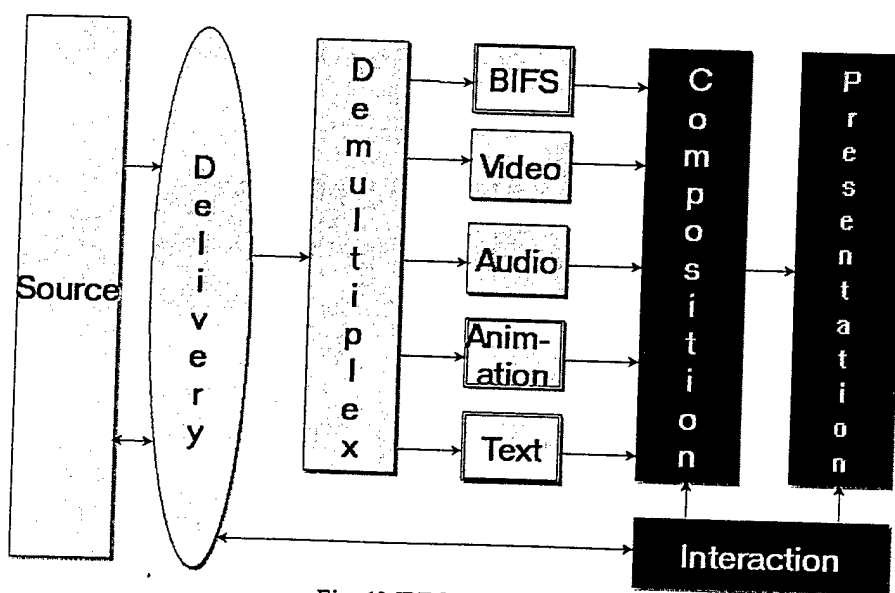 Source
Delivery
Demultiplex
BIFS
Video
Audio
Anim-
ation
Text
Composition
Presentation
Interaction